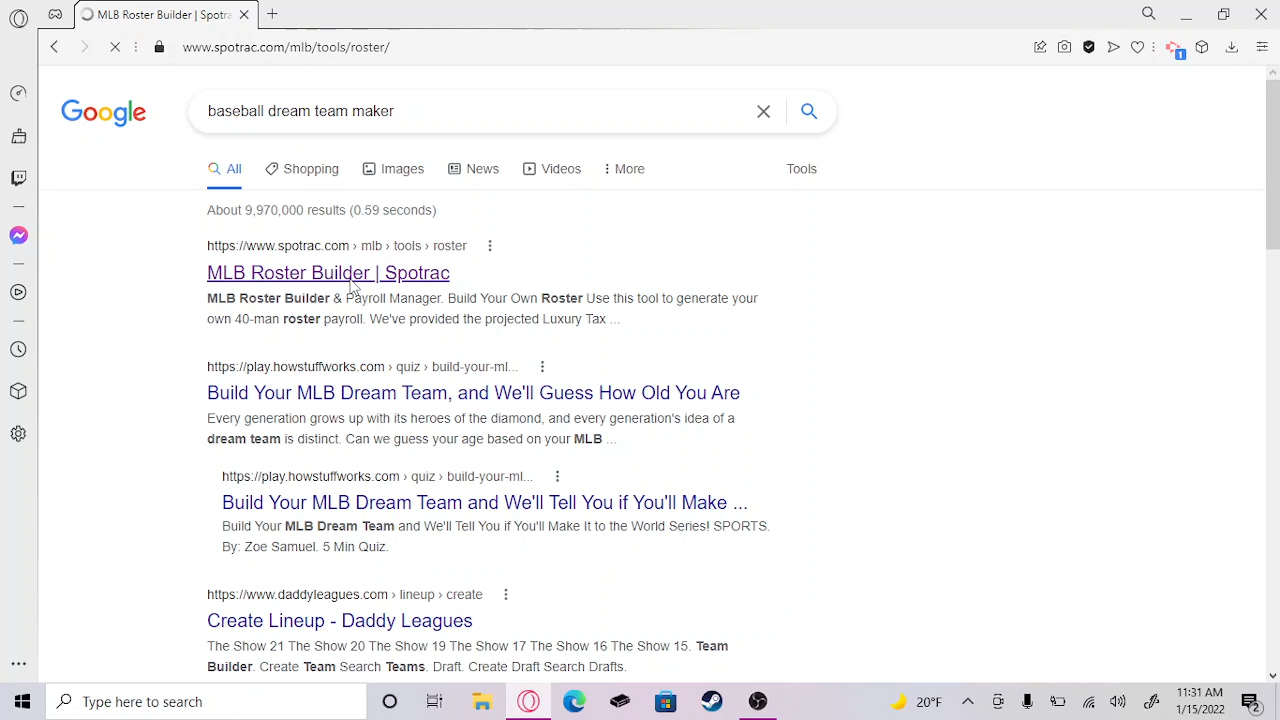 MLB Roster Builder | Spotra
www.spotrac.com/mlb/tools/roster/
1
Google
baseball dream team maker
All
Shopping
Images
News
Videos
More
Tools
About 9,970,000 results (0.59 seconds)
https://www.spotrac.com › mlb › tools › roster
MLB Roster Builder | Spotrac
MLB Roster Builder & Payroll Manager. Build Your Own Roster Use this tool to generate your
own 40-man roster payroll. We've provided the projected Luxury Tax ...
https://play.howstuffworks.com › quiz › build-your-ml...
Build Your MLB Dream Team, and We'll Guess How Old You Are
Every generation grows up with its heroes of the diamond, and every generation's idea of a
dream team is distinct. Can we guess your age based on your MLB ...
https://play.howstuffworks.com › quiz › build-your-ml...
Build Your MLB Dream Team and We'll Tell You if You'll Make ...
Build Your MLB Dream Team and We'll Tell You if You'll Make It to the World Series! SPORTS.
By: Zoe Samuel. 5 Min Quiz.
https://www.daddyleagues.com › lineup › create
Create Lineup - Daddy Leagues
The Show 21 The Show 20 The Show 19 The Show 17 The Show 16 The Show 15. Team
Builder. Create Team Search Teams. Draft. Create Draft Search Drafts.
Type here to search
20°F
11:31 AM
1/15/2022
2